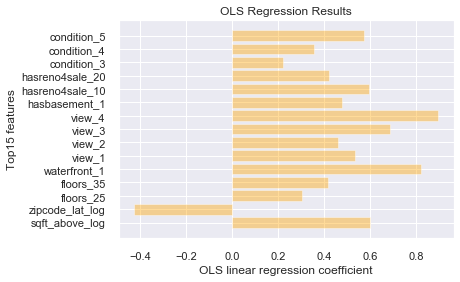 OLS Regression Results
Top15 features
condition_5
condition_4
condition_3
hasreno4sale_20
hasreno4sale_10
hasbasement_1
view_4
view_3
view_2
view_1
waterfront_1
floors_35
floors_25
zipcode_lat_log
sqft_above_log
−0.4 −0.2 0.0 0.2 0.4 0.6 0.8
OLS linear regression coefficient